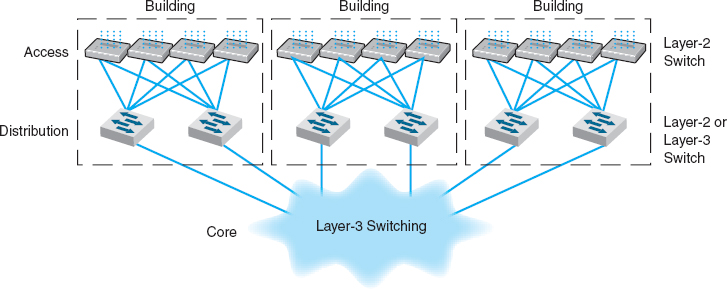 Building
Building
Building
Access
Layer-2
Switch
Distribution
Layer-2 or
Layer-3
Switch
Core
Layer-3 Switching